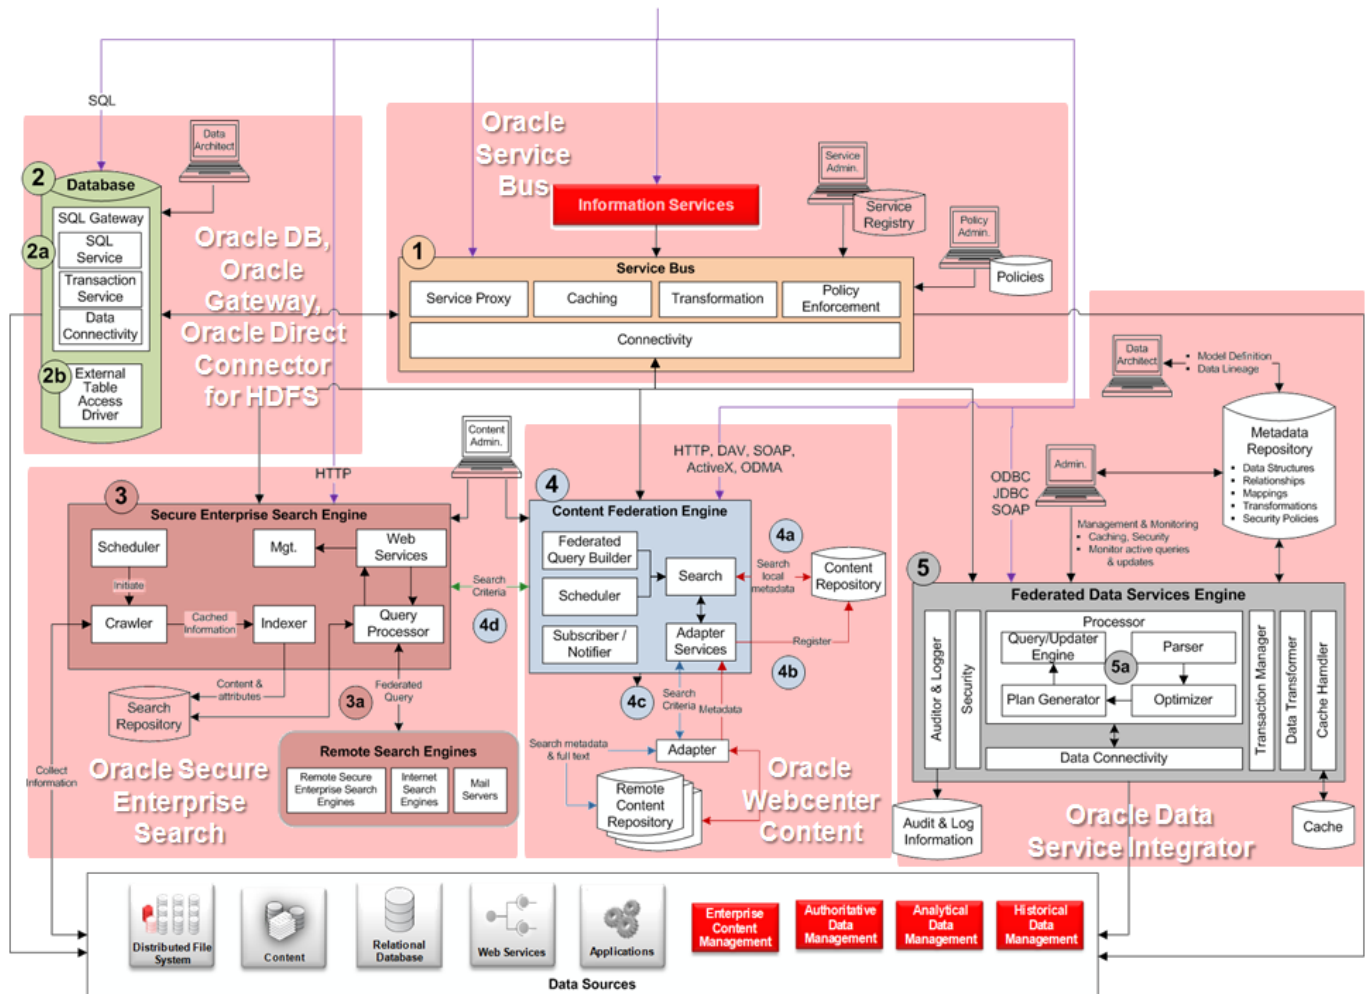 SQL
Data
Architect
2
Database
SQL Gateway
2a
SQL
Service
Transaction
Service
Data
Connectivity
2b
External
Table
Access
Driver
Oracle DB,
Oracle
Gateway,
Oracle Direct
Connector
for HDFS
Oracle
Service
Bus
Information Services
Service
Admin.
Service
Registry
Policy
Admin.
Policies
1
Service Bus
Service Proxy
Caching
Transformation
Policy
Enforcement
Connectivity
Data
Architect
• Model Definition
• Data Lineage
Metadata
Repository
• Data Structures
• Relationships
• Mappings
• Transformations
• Security Policies
Admin.
ODBC
JDBC
SOAP
Management & Monitoring
• Caching, Security
• Monitor active queries
& updates
Content
Admin.
HTTP
3
Secure Enterprise Search Engine
Scheduler
Mgt.
Web
Services
Initiate
Crawler
Cached
Information
Indexer
Query
Processor
Content &
attributes
Search
Repository
3a
Federated
Query
Remote Search Engines
Remote Secure
Enterprise Search
Engines
Internet
Search
Engines
Mail
Servers
Collect
Information
Oracle Secure
Enterprise
Search
HTTP, DAV, SOAP,
ActiveX, ODMA
4
Content Federation Engine
Federated
Query Builder
Scheduler
Subscriber /
Notifier
Search
Adapter
Services
4a
Search
local
metadata
Content
Repository
Register
4b
Search
Criteria
4d
4c
Search
Criteria
Metadata
Search metadata
& full text
Adapter
Remote
Content
Repository
Oracle
Webcenter
Content
5
Federated Data Services Engine
Auditor & Logger
Security
Processor
Query/Updater
Engine
5a
Parser
Plan Generator
Optimizer
Data Connectivity
Transaction Manager
Data Transformer
Cache Hamdler
Audit & Log
Information
Cache
Oracle Data
Service Integrator
Distributed File
System
Content
Relational
Database
Web Services
Applications
Enterprise
Content
Management
Authoritative
Data
Management
Analytical
Data
Management
Historical
Data
Management
Data Sources